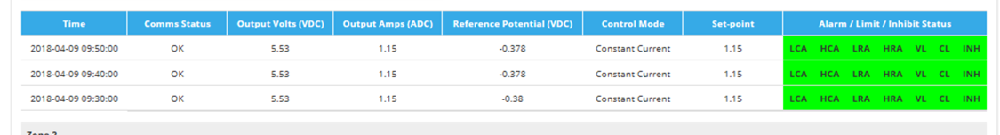 Time Comms Status Output Volts (VDC) Output Amps (ADC) Reference Potential (VDC) Control Mode Set-point Alarm / Limit / Inhibit Status
2018-04-09 09:50:00 OK 5.53 1.15 -0.378 Constant Current 1.15 LCA HCA LRA HRA VL CL INH
2018-04-09 09:40:00 OK 5.53 1.15 -0.378 Constant Current 1.15 LCA HCA LRA HRA VL CL INH
2018-04-09 09:30:00 OK 5.53 1.15 -0.38 Constant Current 1.15 LCA HCA LRA HRA VL CL INH
Zone 2